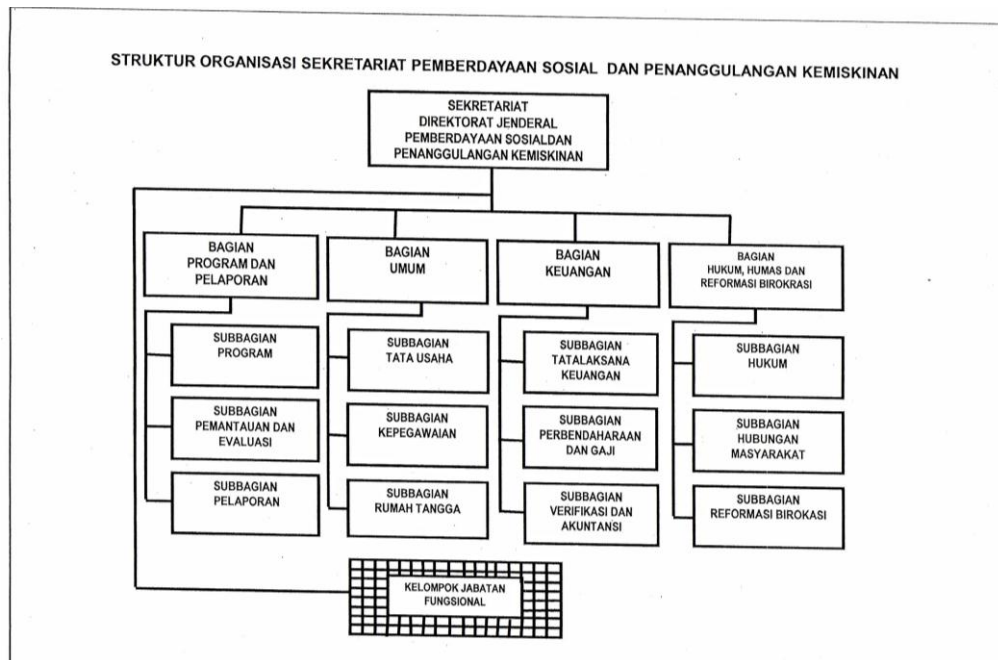 STRUKTUR ORGANISASI SEKRETARIAT PEMBERDAYAAN SOSIAL DAN PENANGGULANGAN KEMISKINAN
SEKRETARIAT
DIREKTORAT JENDERAL
PEMBERDAYAAN SOSIALDAN
PENANGGULANGAN KEMISKINAN
BAGIAN
PROGRAM DAN
PELAPORAN
BAGIAN
UMUM
BAGIAN
KEUANGAN
BAGIAN
HUKUM, HUMAS DAN
REFORMASI BIROKRASI
SUBBAGIAN
PROGRAM
SUBBAGIAN
TATA USAHA
SUBBAGIAN
TATALAKSANA
KEUANGAN
SUBBAGIAN
HUKUM
SUBBAGIAN
PEMANTAUAN DAN
EVALUASI
SUBBAGIAN
KEPEGAWAIAN
SUBBAGIAN
PERBENDAHARAAN
DAN GAJI
SUBBAGIAN
HUBUNGAN
MASYARAKAT
SUBBAGIAN
PELAPORAN
SUBBAGIAN
RUMAH TANGGA
SUBBAGIAN
VERIFIKASI DAN
AKUNTANSI
SUBBAGIAN
REFORMASI BIROKASI
KELOMPOK JABATAN
FUNGSIONAL